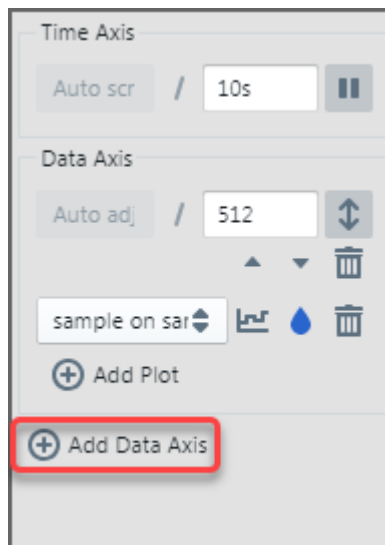 Time Axis
Auto scr / 10s
Data Axis
Auto adj / 512
sample on sar
Add Plot
Add Data Axis